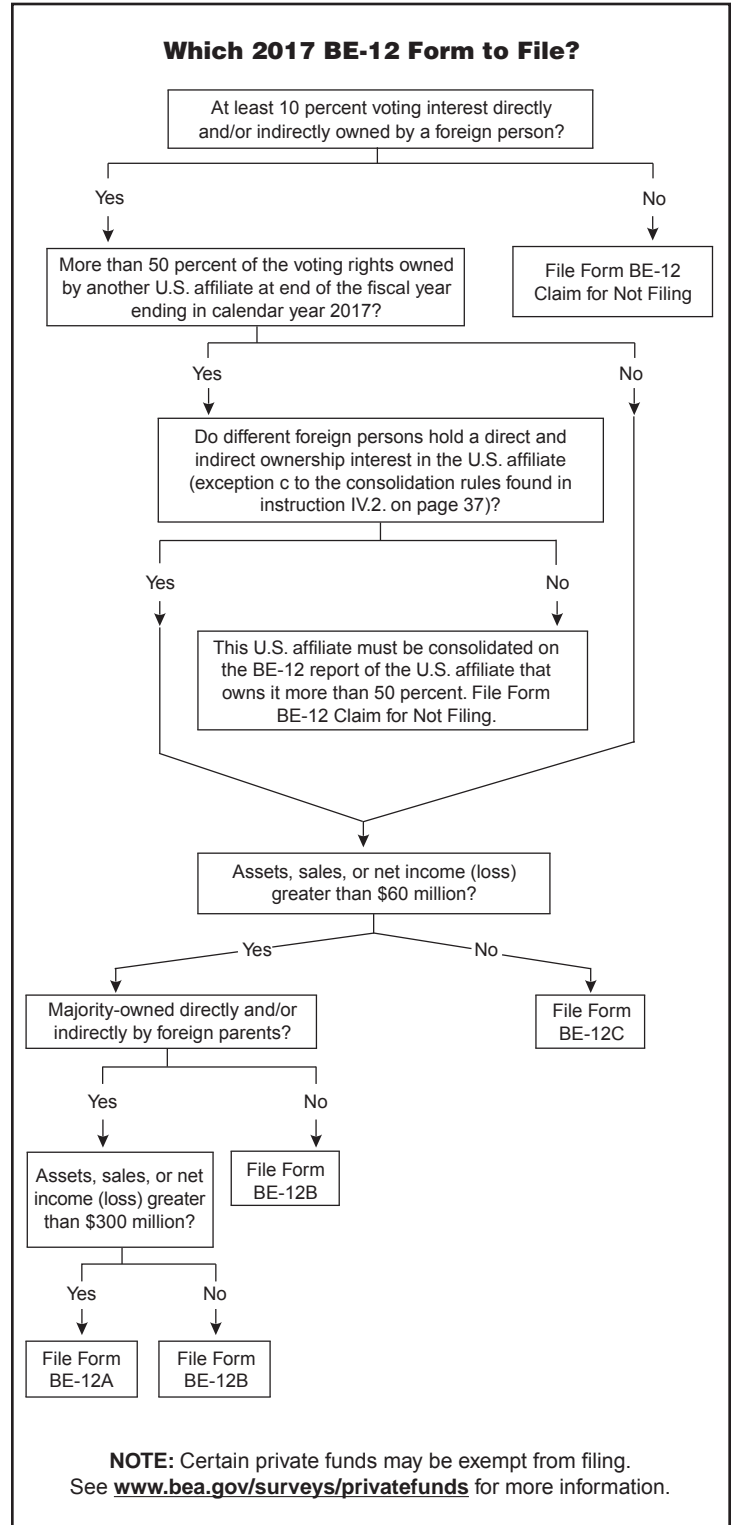 Which 2017 BE-12 Form to File?
At least 10 percent voting interest directly
and/or indirectly owned by a foreign person?
Yes
No
More than 50 percent of the voting rights owned
by another U.S. affiliate at end of the fiscal year
ending in calendar year 2017?
File Form BE-12
Claim for Not Filing
Yes
No
Do different foreign persons hold a direct and
indirect ownership interest in the U.S. affiliate
(exception c to the consolidation rules found in
instruction IV.2. on page 37)?
Yes
No
This U.S. affiliate must be consolidated on
the BE-12 report of the U.S. affiliate that
owns it more than 50 percent. File Form
BE-12 Claim for Not Filing.
Assets, sales, or net income (loss)
greater than $60 million?
Yes
No
Majority-owned directly and/or
indirectly by foreign parents?
File Form
BE-12C
Yes
No
Assets, sales, or net
income (loss) greater
than $300 million?
File Form
BE-12B
Yes
No
File Form
BE-12A
File Form
BE-12B
NOTE: Certain private funds may be exempt from filing.
See www.bea.gov/surveys/privatefunds for more information.